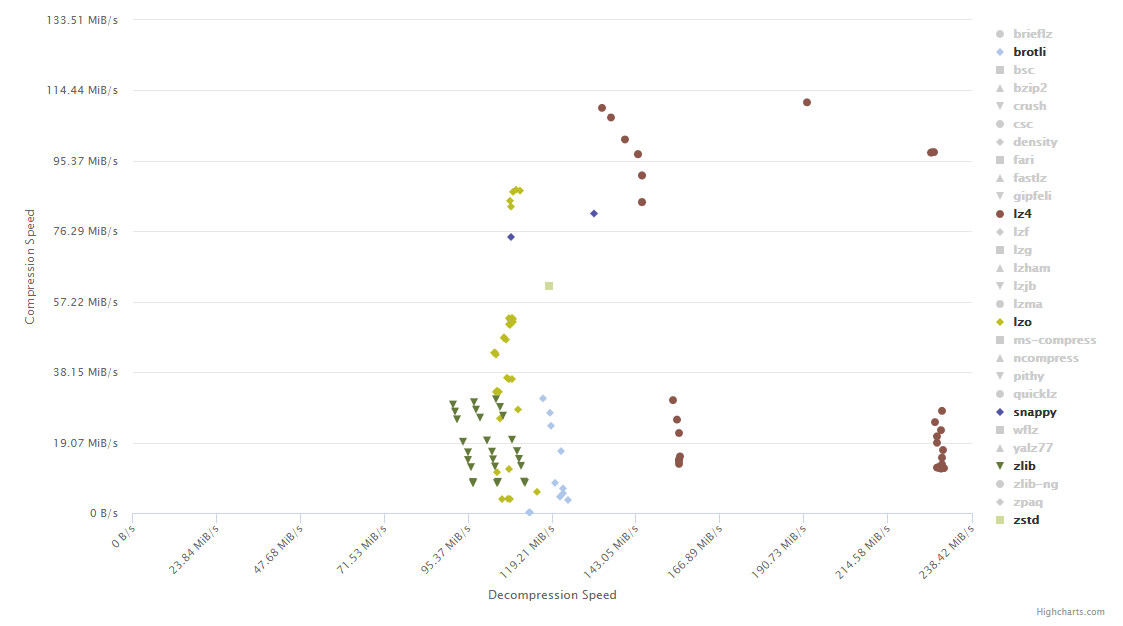 133.51 MiB/s
114.44 MiB/s
95.37 MiB/s
76.29 MiB/s
57.22 MiB/s
38.15 MiB/s
19.07 MiB/s
0 B/s
Compression Speed
0 B/s
23.84 MiB/s
47.68 MiB/s
71.53 MiB/s
95.37 MiB/s
119.21 MiB/s
143.05 MiB/s
166.89 MiB/s
190.73 MiB/s
214.58 MiB/s
238.42 MiB/s
Decompression Speed
brieflz
brotli
bsc
bzip2
crush
csc
density
fari
fastlz
gipfeli
lz4
lzf
lzg
lzham
lzjb
lzma
lzo
ms-compress
ncompress
pithy
quicklz
snappy
wflz
yalz77
zlib
zlib-ng
zpaq
zstd
Highcharts.com